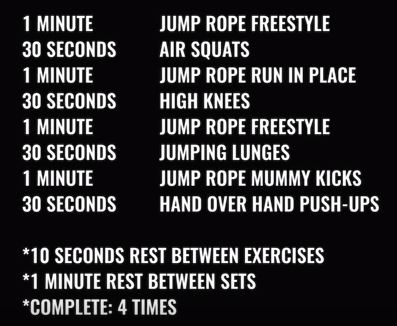 1 MINUTE JUMP ROPE FREESTYLE
30 SECONDS AIR SQUATS
1 MINUTE JUMP ROPE RUN IN PLACE
30 SECONDS HIGH KNEES
1 MINUTE JUMP ROPE FREESTYLE
30 SECONDS JUMPING LUNGES
1 MINUTE JUMP ROPE MUMMY KICKS
30 SECONDS HAND OVER HAND PUSH-UPS
*10 SECONDS REST BETWEEN EXERCISES
*1 MINUTE REST BETWEEN SETS
*COMPLETE: 4 TIMES